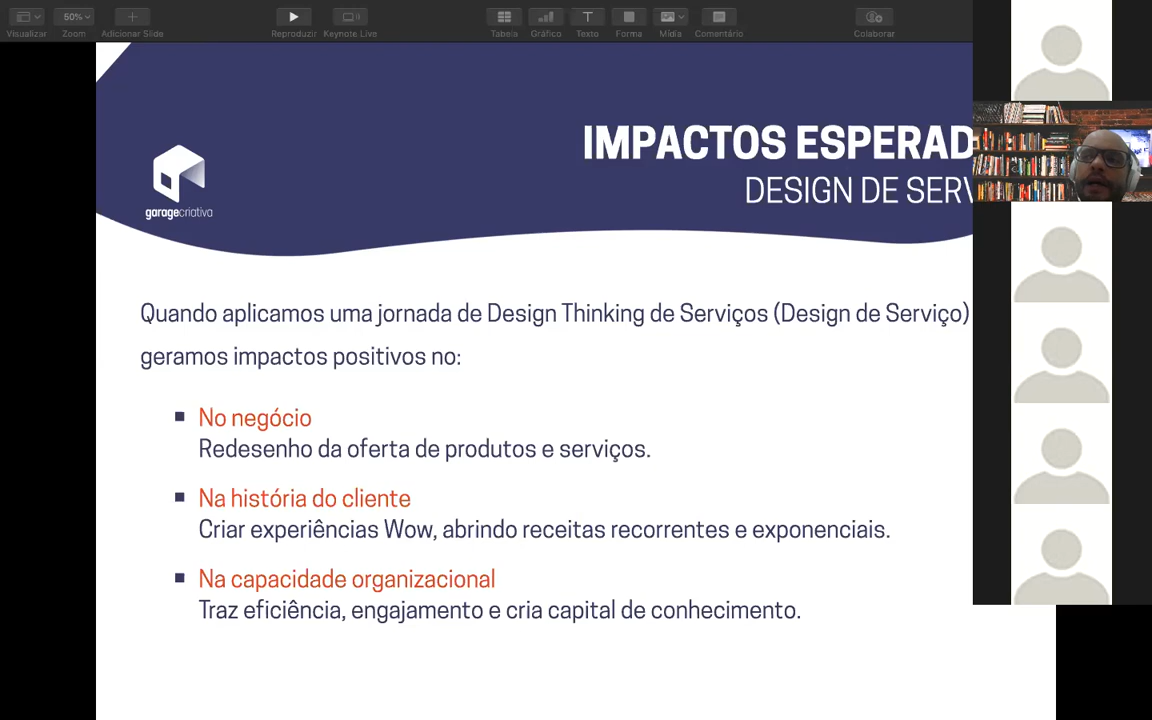 50%
Visualizar
Zoom
Adicionar Slide
Reproduzir
Keynote Live
Tabela
Gráfico
Texto
Forma
Mídia
Comentário
Colaborar
IMPACTOS ESPERAD
DESIGN DE SERV
garagecriativa
Quando aplicamos uma jornada de Design Thinking de Serviços (Design de Serviço)
geramos impactos positivos no:
No negócio
Redesenho da oferta de produtos e serviços.
Na história do cliente
Criar experiências Wow, abrindo receitas recorrentes e exponenciais.
Na capacidade organizacional
Traz eficiência, engajamento e cria capital de conhecimento.